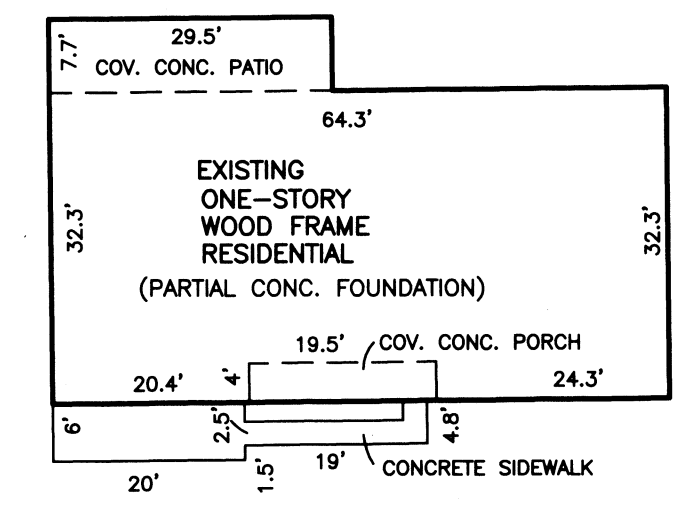 29.5'
7.7'
COV. CONC. PATIO
64.3'
EXISTING
ONE-STORY
WOOD FRAME
RESIDENTIAL
(PARTIAL CONC. FOUNDATION)
32.3'
32.3'
19.5'
COV. CONC. PORCH
20.4'
4'
24.3'
6'
2.5'
4.8'
20'
1.5'
19'
CONCRETE SIDEWALK